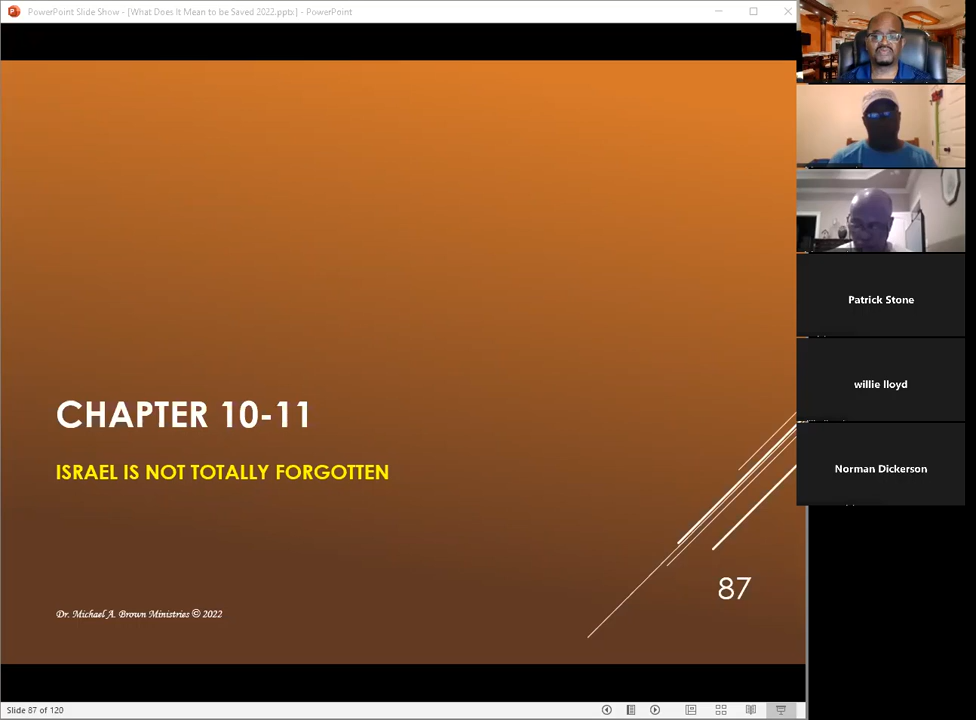 PowerPoint Slide Show - [What Does It Mean to be Saved 2022.ppb:] - PowerPoint
CHAPTER 10-11
ISRAEL IS NOT TOTALLY FORGOTTEN
87
Dr. Michael A. Brown Ministries © 2022
Slide 87 of 120
Patrick Stone
willie lloyd
Norman Dickerson